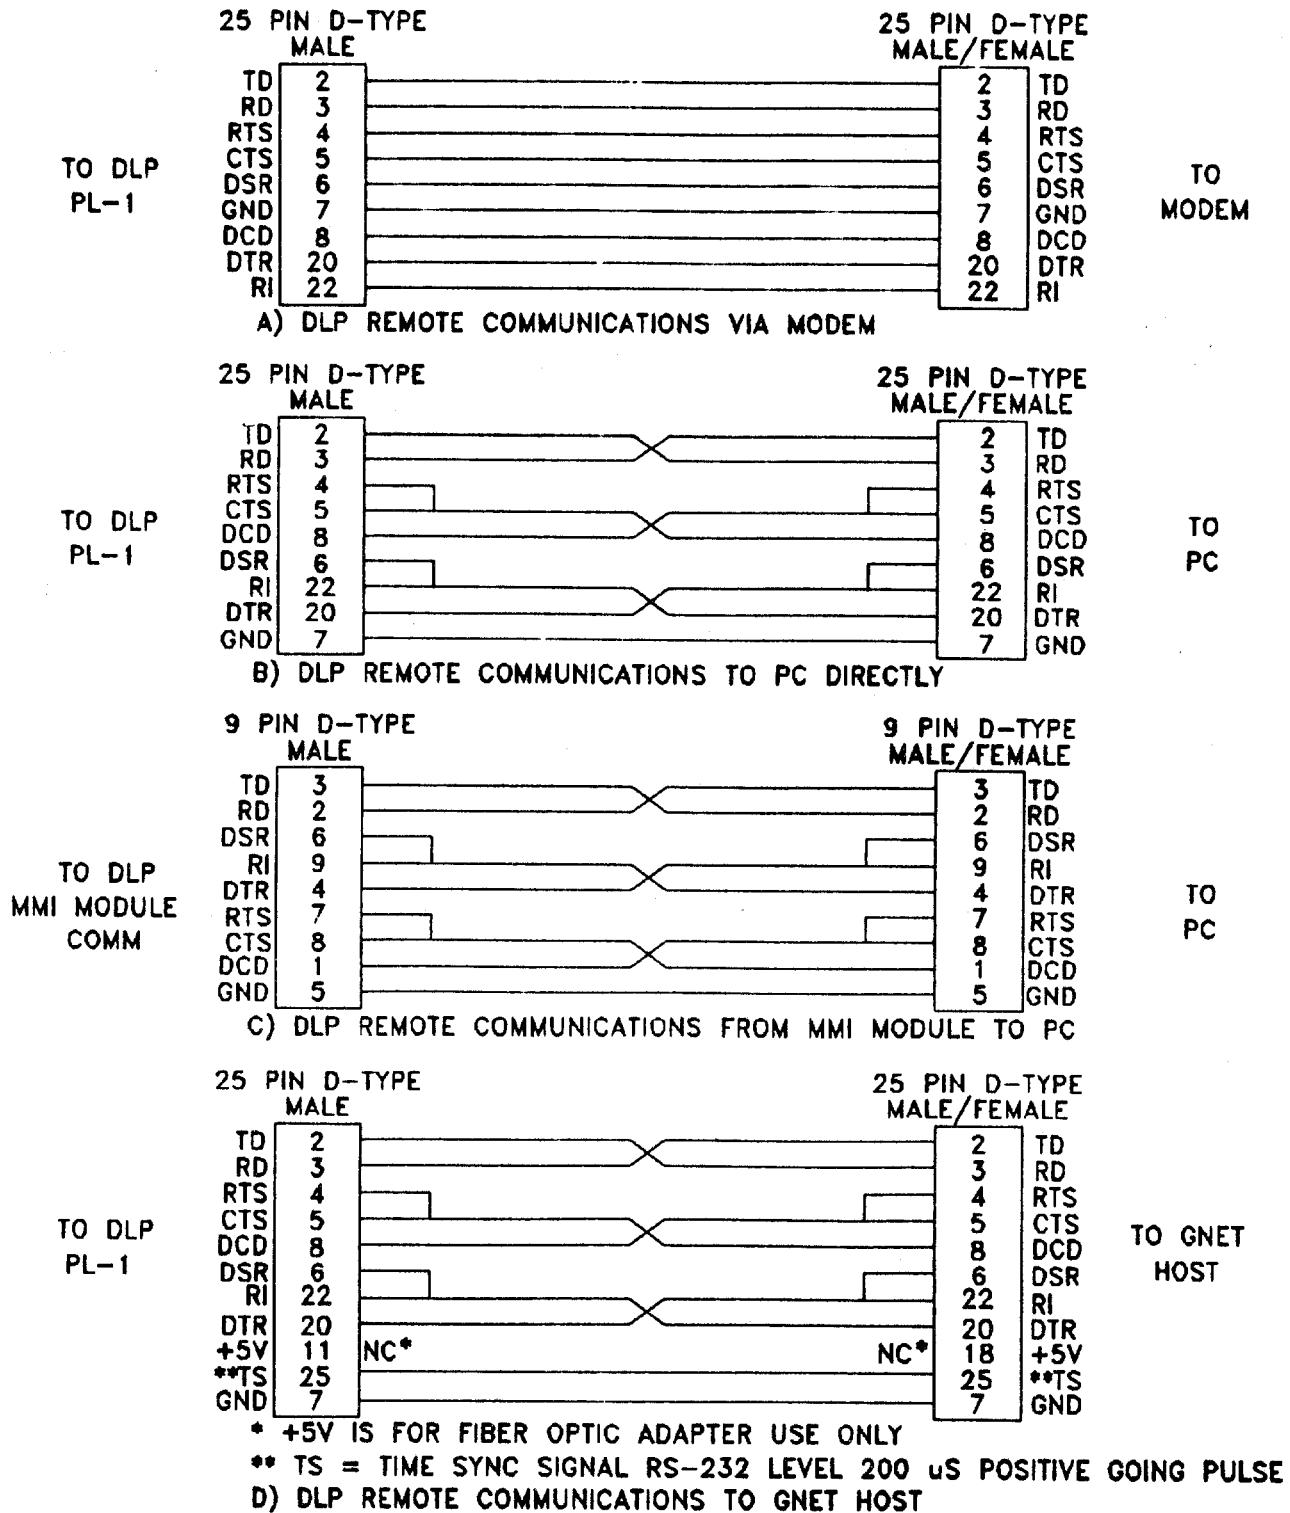 25 PIN D-TYPE
MALE
25 PIN D-TYPE
MALE/FEMALE
TO DLP
PL-1
TO
MODEM
TD 2 2 TD
RD 3 3 RD
RTS 4 4 RTS
CTS 5 5 CTS
DSR 6 6 DSR
GND 7 7 GND
DCD 8 8 DCD
DTR 20 20 DTR
RI 22 22 RI
A) DLP REMOTE COMMUNICATIONS VIA MODEM
25 PIN D-TYPE
MALE
25 PIN D-TYPE
MALE/FEMALE
TO DLP
PL-1
TO
PC
TD 2 2 TD
RD 3 3 RD
RTS 4 4 RTS
CTS 5 5 CTS
DCD 8 8 DCD
DSR 6 6 DSR
RI 22 22 RI
DTR 20 20 DTR
GND 7 7 GND
B) DLP REMOTE COMMUNICATIONS TO PC DIRECTLY
9 PIN D-TYPE
MALE
9 PIN D-TYPE
MALE/FEMALE
TO DLP
MMI MODULE
COMM
TO
PC
TD 3 3 TD
RD 2 2 RD
DSR 6 6 DSR
RI 9 9 RI
DTR 4 4 DTR
RTS 7 7 RTS
CTS 8 8 CTS
DCD 1 1 DCD
GND 5 5 GND
C) DLP REMOTE COMMUNICATIONS FROM MMI MODULE TO PC
25 PIN D-TYPE
MALE
25 PIN D-TYPE
MALE/FEMALE
TO DLP
PL-1
TO GNET
HOST
TD 2 2 TD
RD 3 3 RD
RTS 4 4 RTS
CTS 5 5 CTS
DCD 8 8 DCD
DSR 6 6 DSR
RI 22 22 RI
DTR 20 20 DTR
+5V 11 NC* NC* 18 +5V
**TS 25 25 **TS
GND 7 7 GND
* +5V IS FOR FIBER OPTIC ADAPTER USE ONLY
** TS = TIME SYNC SIGNAL RS-232 LEVEL 200 uS POSITIVE GOING PULSE
D) DLP REMOTE COMMUNICATIONS TO GNET HOST